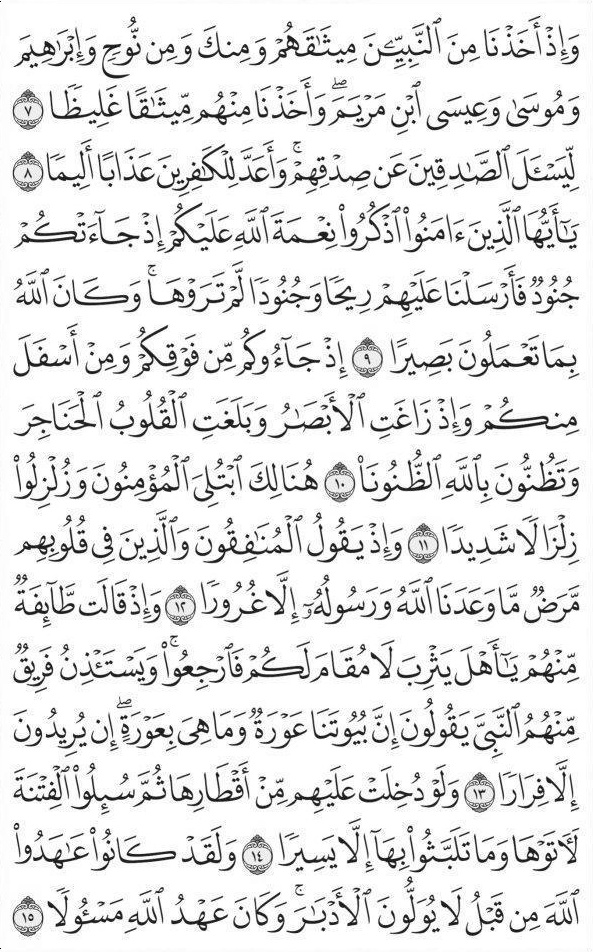 وَإِذۡ أَخَذۡنَا مِنَ ٱلنَّبِيِّـۧنَ مِيثَٰقَهُمۡ وَمِنكَ وَمِن نُّوحٖ وَإِبۡرَٰهِيمَ
وَمُوسَىٰ وَعِيسَى ٱبۡنِ مَرۡيَمَۖ وَأَخَذۡنَا مِنۡهُم مِّيثَٰقًا غَلِيظٗا ٧
لِّيَسۡـَٔلَ ٱلصَّٰدِقِينَ عَن صِدۡقِهِمۡۚ وَأَعَدَّ لِلۡكَٰفِرِينَ عَذَابًا أَلِيمٗا ٨
يَٰٓأَيُّهَا ٱلَّذِينَ ءَامَنُواْ ٱذۡكُرُواْ نِعۡمَةَ ٱللَّهِ عَلَيۡكُمۡ إِذۡ جَآءَتۡكُمۡ
جُنُودٞ فَأَرۡسَلۡنَا عَلَيۡهِمۡ رِيحٗا وَجُنُودٗا لَّمۡ تَرَوۡهَاۚ وَكَانَ ٱللَّهُ
بِمَا تَعۡمَلُونَ بَصِيرًا ٩ إِذۡ جَآءُوكُم مِّن فَوۡقِكُمۡ وَمِنۡ أَسۡفَلَ
مِنكُمۡ وَإِذۡ زَاغَتِ ٱلۡأَبۡصَٰرُ وَبَلَغَتِ ٱلۡقُلُوبُ ٱلۡحَنَاجِرَ
وَتَظُنُّونَ بِٱللَّهِ ٱلظُّنُونَا۠ ١٠ هُنَالِكَ ٱبۡتُلِيَ ٱلۡمُؤۡمِنُونَ وَزُلۡزِلُواْ
زِلۡزَالٗا شَدِيدٗا ١١ وَإِذۡ يَقُولُ ٱلۡمُنَٰفِقُونَ وَٱلَّذِينَ فِي قُلُوبِهِم
مَّرَضٞ مَّا وَعَدَنَا ٱللَّهُ وَرَسُولُهُۥٓ إِلَّا غُرُورٗا ١٢ وَإِذۡ قَالَت طَّآئِفَةٞ
مِّنۡهُمۡ يَٰٓأَهۡلَ يَثۡرِبَ لَا مُقَامَ لَكُمۡ فَٱرۡجِعُواْۚ وَيَسۡتَـٔۡذِنُ فَرِيقٞ
مِّنۡهُمُ ٱلنَّبِيَّ يَقُولُونَ إِنَّ بُيُوتَنَا عَوۡرَةٞ وَمَا هِيَ بِعَوۡرَةٍۖ إِن يُرِيدُونَ
إِلَّا فِرَارٗا ١٣ وَلَوۡ دُخِلَتۡ عَلَيۡهِم مِّنۡ أَقۡطَارِهَا ثُمَّ سُئِلُواْ ٱلۡفِتۡنَةَ
لَأٓتَوۡهَا وَمَا تَلَبَّثُواْ بِهَآ إِلَّا يَسِيرٗا ١٤ وَلَقَدۡ كَانُواْ عَٰهَدُواْ
ٱللَّهَ مِن قَبۡلُ لَا يُوَلُّونَ ٱلۡأَدۡبَٰرَۚ وَكَانَ عَهۡدُ ٱللَّهِ مَسۡـُٔولٗا ١٥